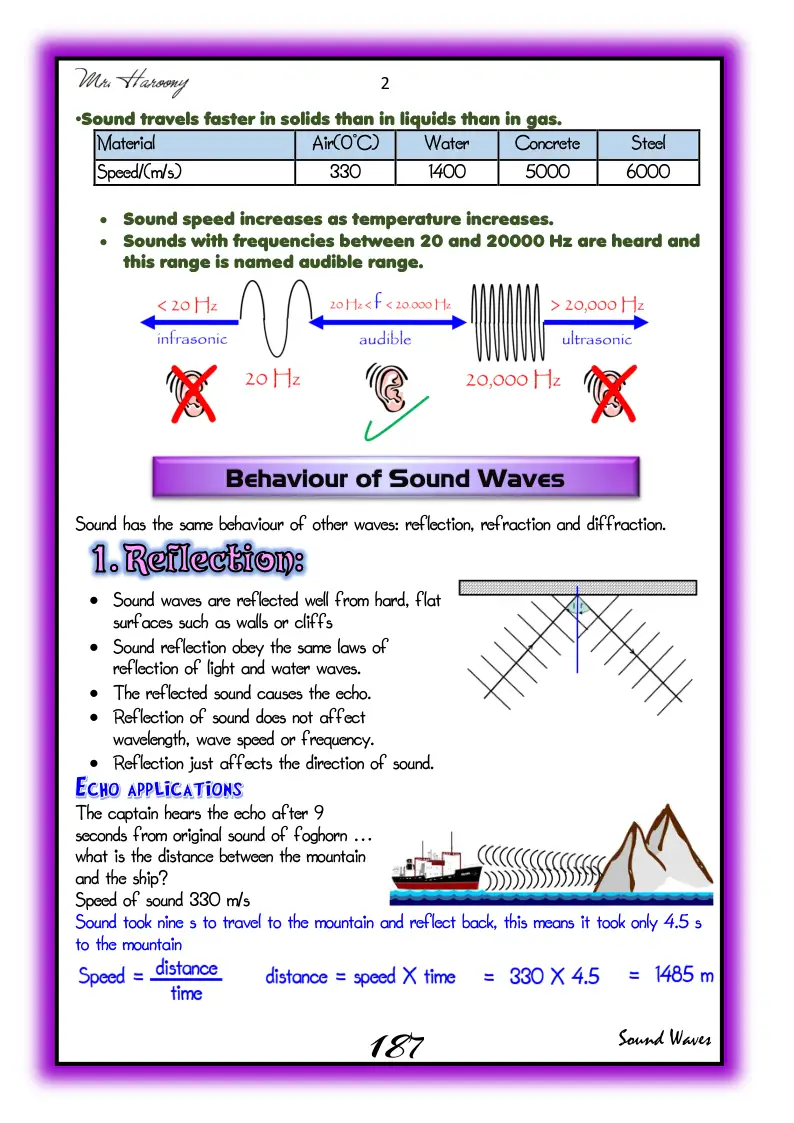 Mr. Haroony
2
•Sound travels faster in solids than in liquids than in gas.
Material Air(0°C) Water Concrete Steel
Speed/(m/s) 330 1400 5000 6000
• Sound speed increases as temperature increases.
• Sounds with frequencies between 20 and 20000 Hz are heard and
this range is named audible range.
< 20 Hz 20 Hz < f < 20.000 Hz > 20,000 Hz
infrasonic audible ultrasonic
20 Hz 20,000 Hz
Behaviour of Sound Waves
Sound has the same behaviour of other waves: reflection, refraction and diffraction.
1. Reflection:
• Sound waves are reflected well from hard, flat
surfaces such as walls or cliffs
• Sound reflection obey the same laws of
reflection of light and water waves.
• The reflected sound causes the echo.
• Reflection of sound does not affect
wavelength, wave speed or frequency.
• Reflection just affects the direction of sound.
i r
Echo applications
The captain hears the echo after 9
seconds from original sound of foghorn ...
what is the distance between the mountain
and the ship?
Speed of sound 330 m/s
Sound took nine s to travel to the mountain and reflect back, this means it took only 4.5 s
to the mountain
Speed = distance / time distance = speed X time = 330 X 4.5 = 1485 m
187
Sound Waves